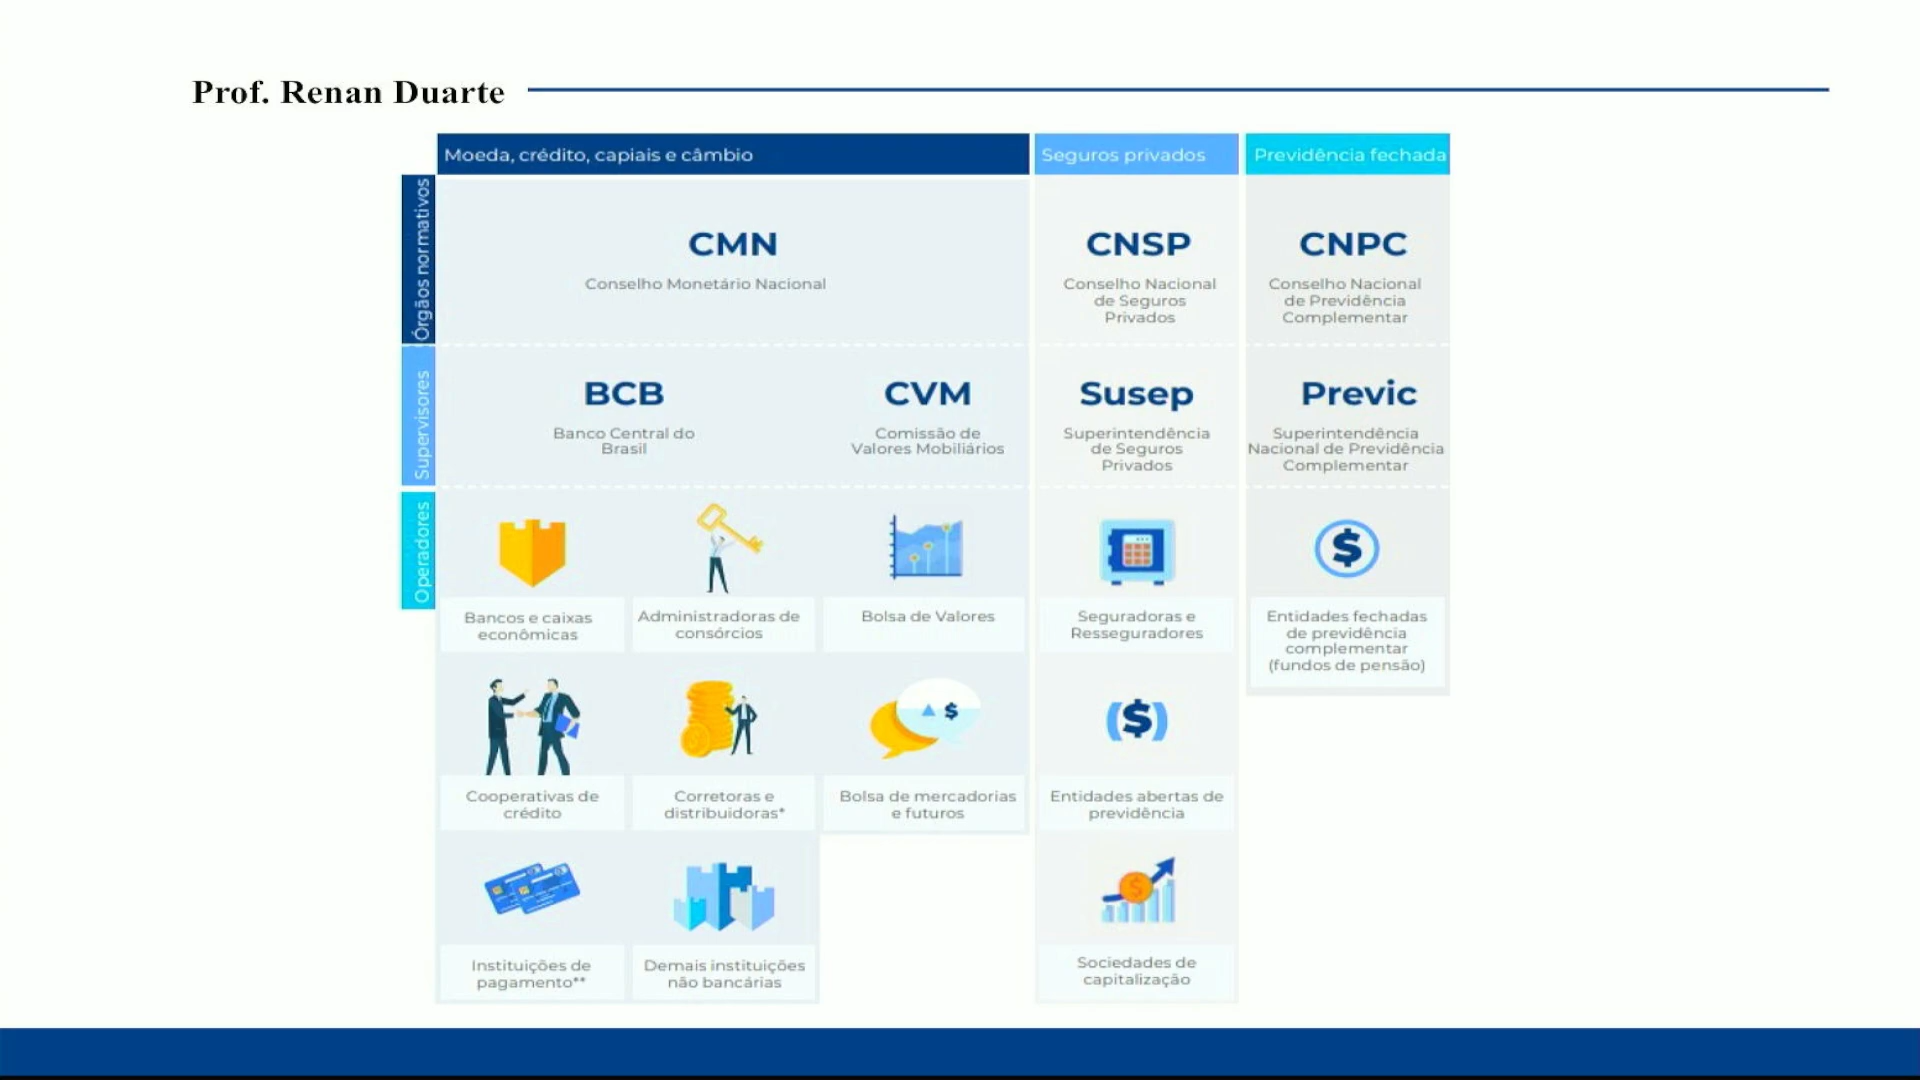 Prof. Renan Duarte
Moeda, crédito, capiais e câmbio
Seguros privados
Previdência fechada
Órgãos normativos
CMN
Conselho Monetário Nacional
CNSP
Conselho Nacional
de Seguros
Privados
CNPC
Conselho Nacional
de Previdência
Complementar
Supervisores
BCB
Banco Central do
Brasil
CVM
Comissão de
Valores Mobiliários
Susep
Superintendência
de Seguros
Privados
Previc
Superintendência
Nacional de Previdência
Complementar
Operadores
Bancos e caixas
econômicas
Administradoras de
consórcios
Bolsa de Valores
Seguradoras e
Resseguradores
$
Entidades fechadas
de previdência
complementar
(fundos de pensão)
Cooperativas de
crédito
Corretoras e
distribuidoras*
$
Bolsa de mercadorias
e futuros
($)
Entidades abertas de
previdência
Instituições de
pagamento**
Demais instituições
não bancárias
$
Sociedades de
capitalização